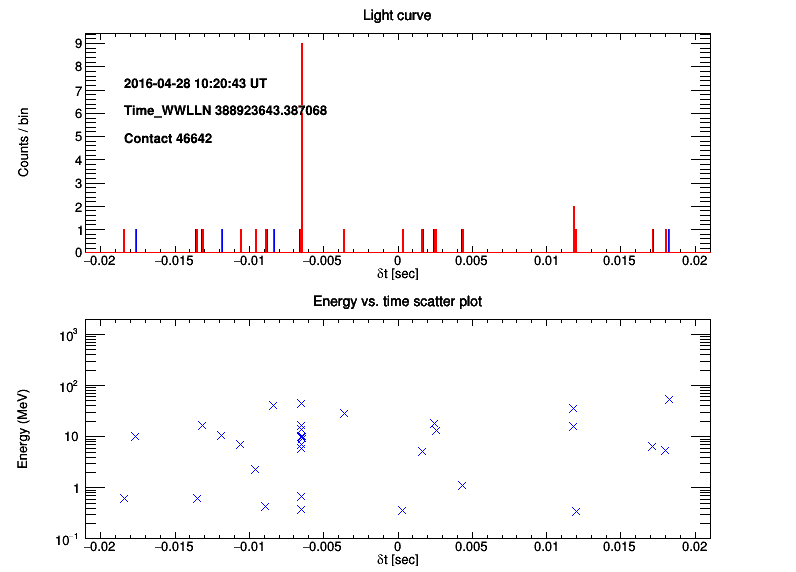 Light curve
9
8
7
6
5
4
3
2
1
0
Counts / bin
2016-04-28 10:20:43 UT
Time_WWLLN 388923643.387068
Contact 46642
−0.02 −0.015 −0.01 −0.005 0 0.005 0.01 0.015 0.02
δt [sec]
Energy vs. time scatter plot
10³
10²
10
1
10⁻¹
Energy (MeV)
−0.02 −0.015 −0.01 −0.005 0 0.005 0.01 0.015 0.02
δt [sec]